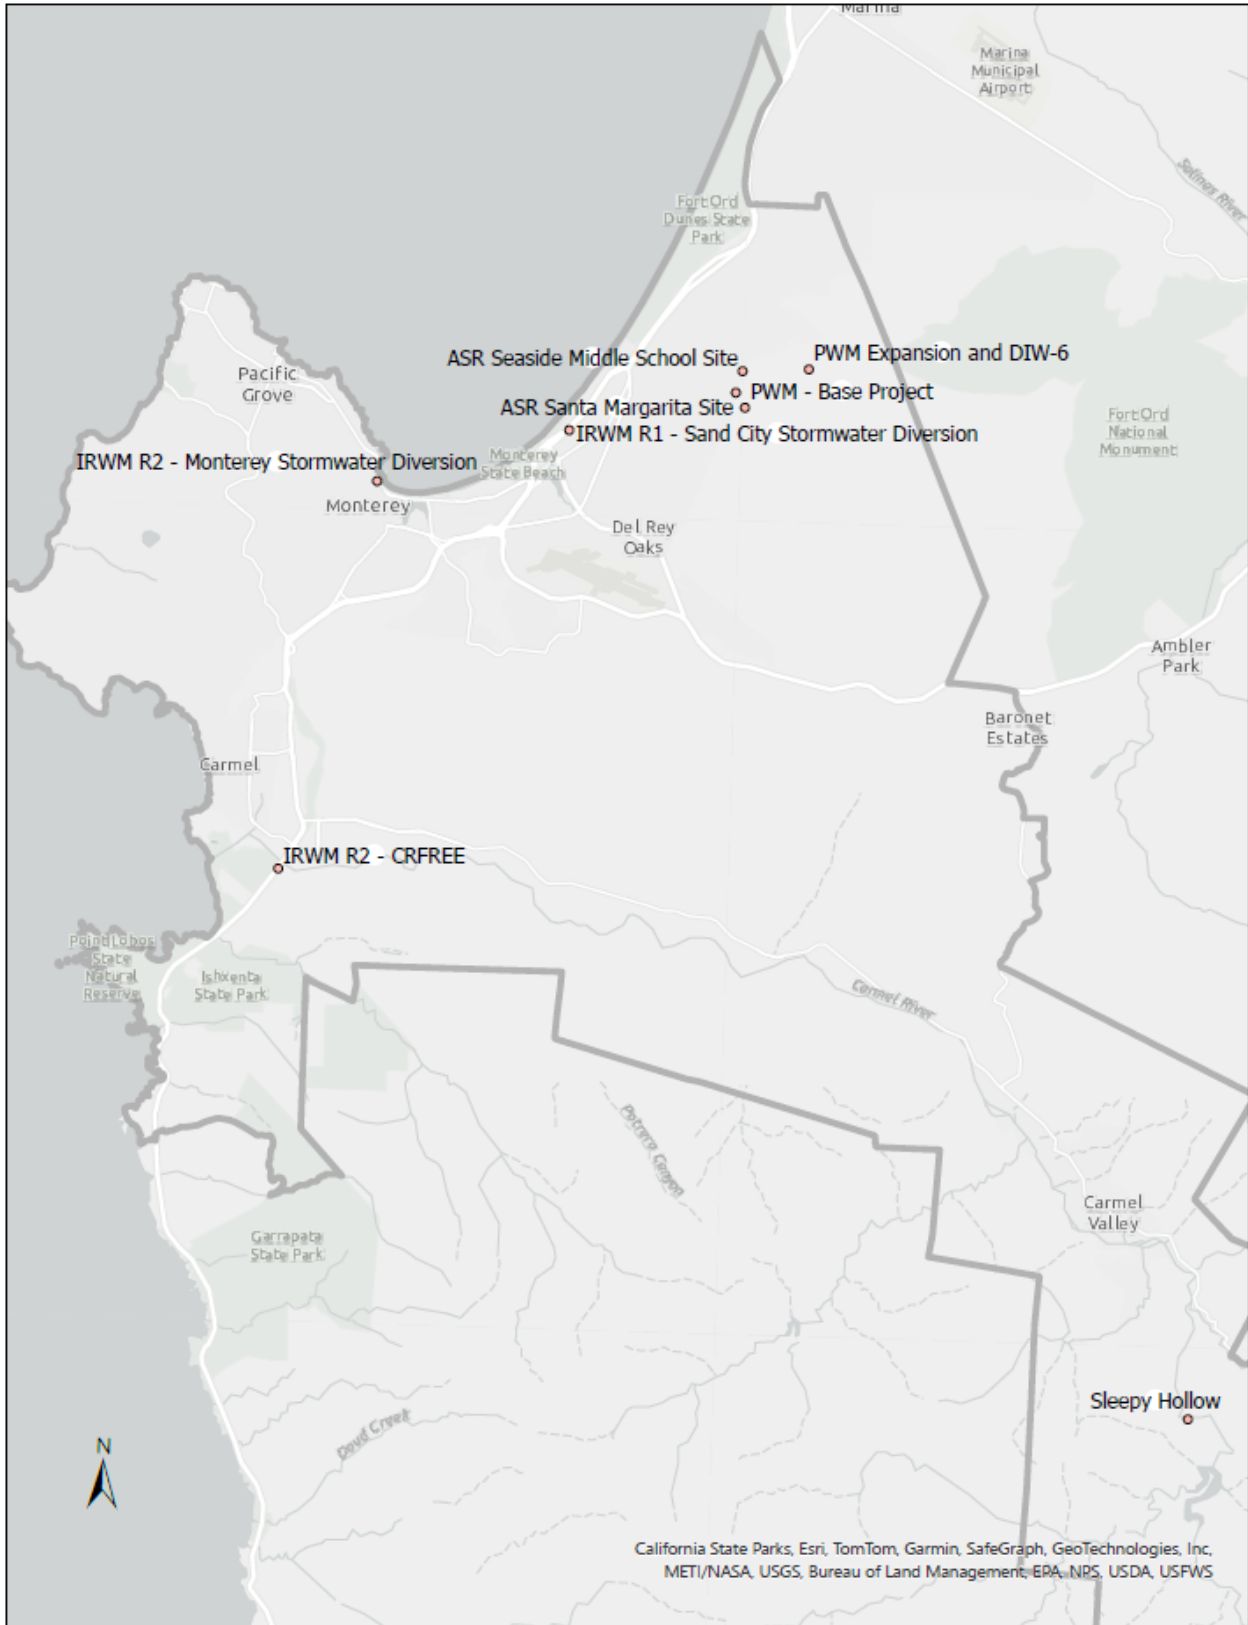 Marina
Marina
Municipal
Airport
Salinas River
Fort Ord
Dunes State
Park
ASR Seaside Middle School Site
PWM Expansion and DIW-6
Pacific
Grove
PWM - Base Project
ASR Santa Margarita Site
Fort Ord
National
Monument
IRWM R1 - Sand City Stormwater Diversion
IRWM R2 - Monterey Stormwater Diversion
Monterey
State Beach
Monterey
Del Rey
Oaks
Ambler
Park
Baronet
Estates
Carmel
IRWM R2 - CRFREE
Point Lobos
State
Natural
Reserve
Ishxenta
State Park
Carmel River
Potrero Canyon
Carmel
Valley
Garrapata
State Park
Sleepy Hollow
Doud Creek
N
California State Parks, Esri, TomTom, Garmin, SafeGraph, GeoTechnologies, Inc,
METI/NASA, USGS, Bureau of Land Management, EPA, NPS, USDA, USFWS